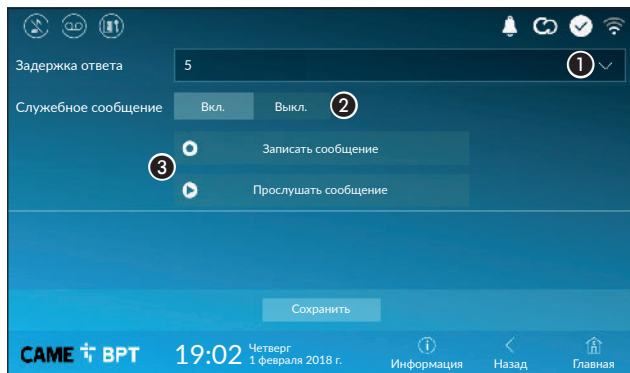 Задержка ответа 5 1
Служебное сообщение Вкл. Выкл. 2
3
Записать сообщение
Прослушать сообщение
Сохранить
CAME BPT 19:02 Четверг
1 февраля 2018 г.
Информация Назад Главная